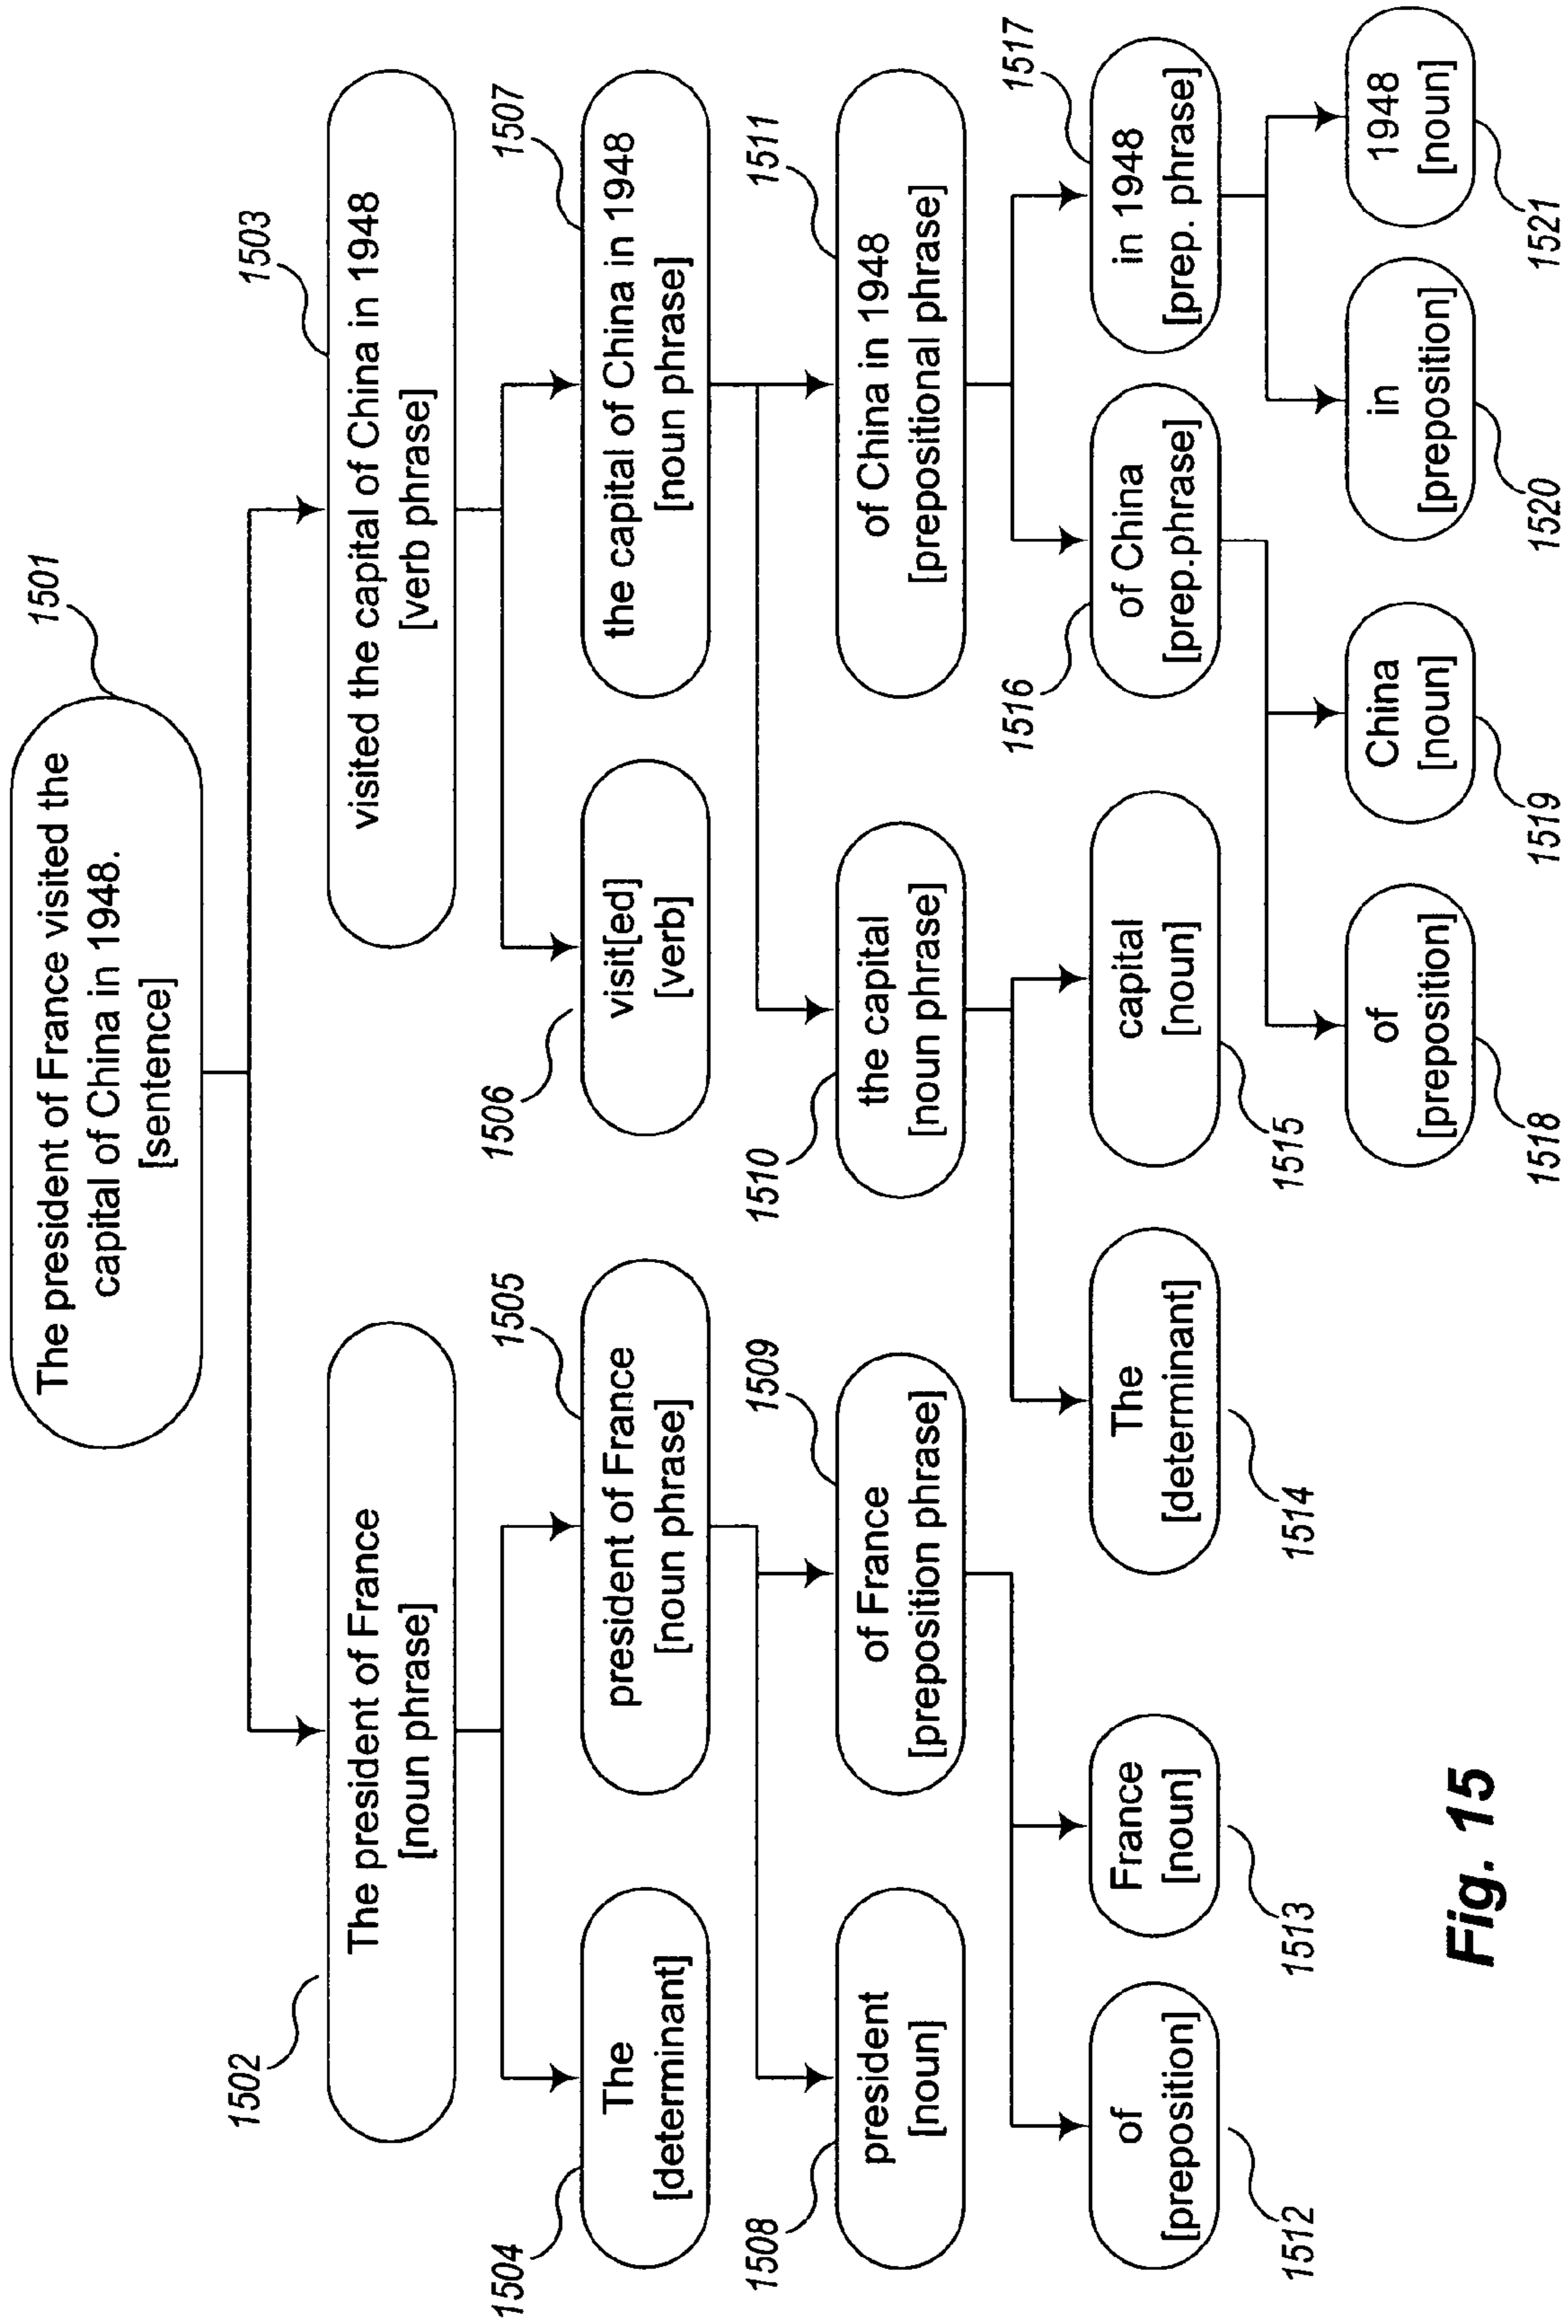 1501
The president of France visited the
capital of China in 1948.
[sentence]
1502
The president of France
[noun phrase]
1503
visited the capital of China in 1948
[verb phrase]
1504
The
[determinant]
1505
president of France
[noun phrase]
1506
visit[ed]
[verb]
1507
the capital of China in 1948
[noun phrase]
1508
president
[noun]
1509
of France
[preposition phrase]
1510
the capital
[noun phrase]
1511
of China in 1948
[prepositional phrase]
1512
of
[preposition]
1513
France
[noun]
1514
The
[determinant]
1515
capital
[noun]
1516
of China
[prep.phrase]
1517
in 1948
[prep. phrase]
1518
of
[preposition]
1519
China
[noun]
1520
in
[preposition]
1521
1948
[noun]
Fig. 15